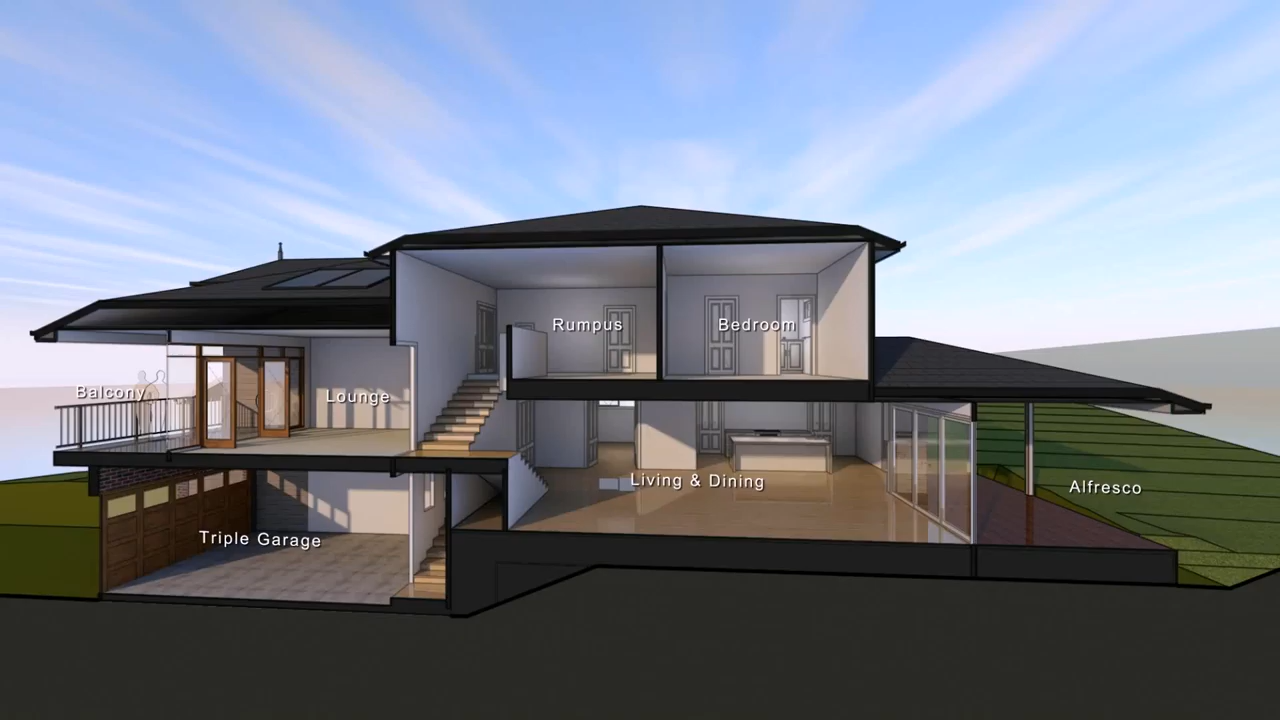 Rumpus
Bedroom
Balcony
Lounge
Living & Dining
Alfresco
Triple Garage